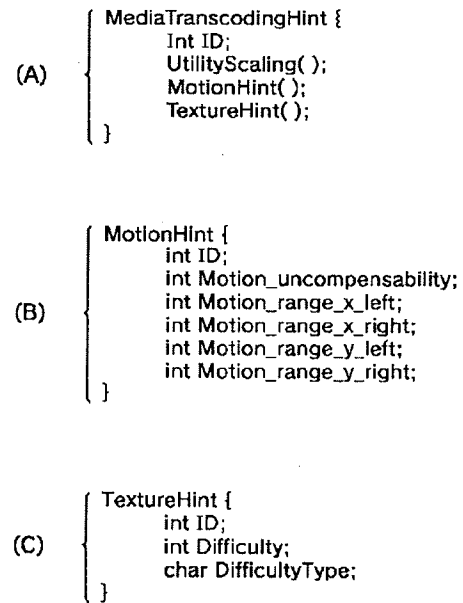 (A)
MediaTranscodingHint {
Int ID;
UtilityScaling( );
MotionHint( );
TextureHint( );
}
(B)
MotionHint {
int ID;
int Motion_uncompensability;
int Motion_range_x_left;
int Motion_range_x_right;
int Motion_range_y_left;
int Motion_range_y_right;
}
(C)
TextureHint {
int ID;
int Difficulty;
char DifficultyType;
}